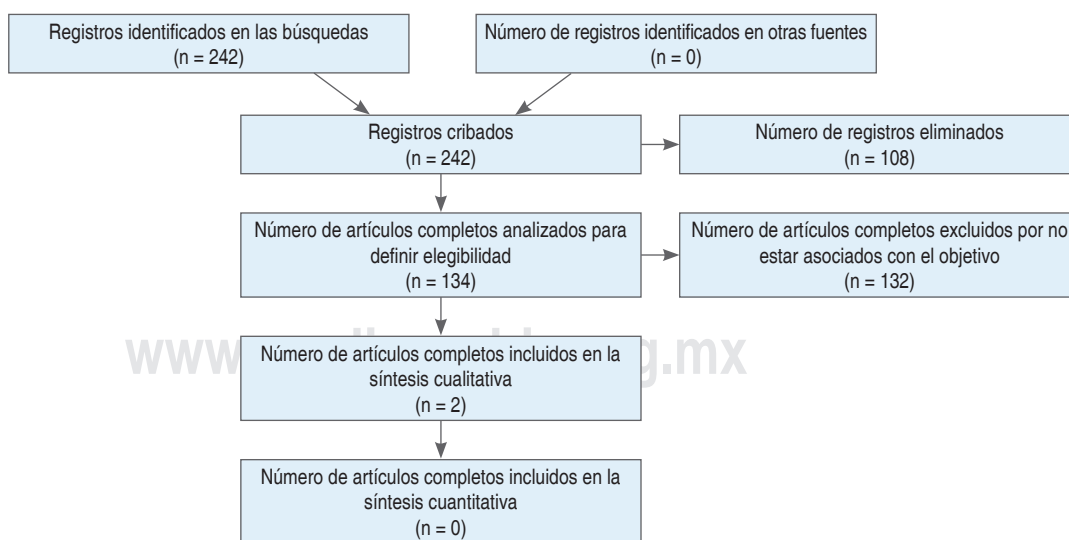 Registros identificados en las búsquedas
(n = 242)
Número de registros identificados en otras fuentes
(n = 0)
Registros cribados
(n = 242)
Número de registros eliminados
(n = 108)
Número de artículos completos analizados para
definir elegibilidad
(n = 134)
Número de artículos completos excluidos por no
estar asociados con el objetivo
(n = 132)
Número de artículos completos incluidos en la
síntesis cualitativa
(n = 2)
Número de artículos completos incluidos en la
síntesis cuantitativa
(n = 0)